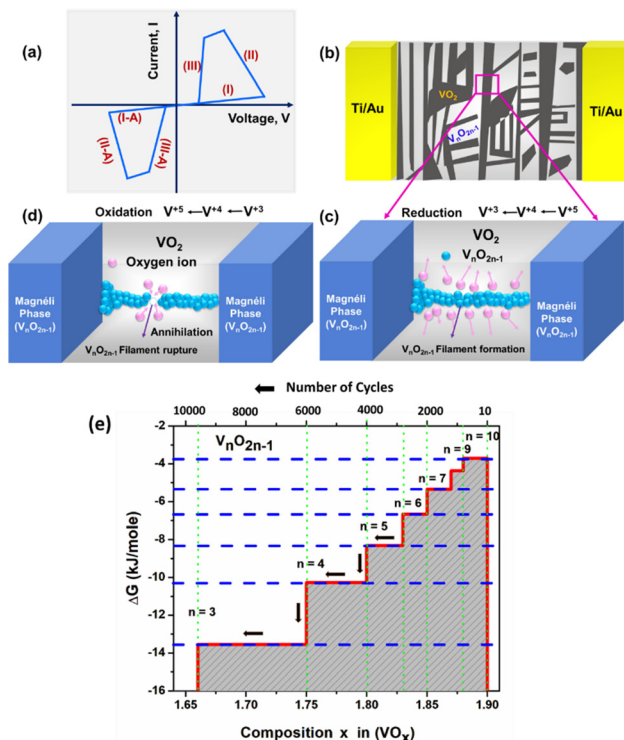 (a)
Current, I
(III)
(II)
(I)
Voltage, V
(I-A)
(II-A)
(III-A)
(b)
Ti/Au
VO₂
VₙO₂ₙ₋₁
Ti/Au
(d)
Oxidation V⁺⁵ ← V⁺⁴ ← V⁺³
VO₂
Oxygen ion
Magnéli
Phase
(VₙO₂ₙ₋₁)
Annihilation
VₙO₂ₙ₋₁ Filament rupture
Magnéli
Phase
(VₙO₂ₙ₋₁)
(c)
Reduction V⁺³ ← V⁺⁴ ← V⁺⁵
VO₂
VₙO₂ₙ₋₁
Magnéli
Phase
(VₙO₂ₙ₋₁)
VₙO₂ₙ₋₁ Filament formation
Magnéli
Phase
(VₙO₂ₙ₋₁)
(e)
Number of Cycles
10000 8000 6000 4000 2000 10
VₙO₂ₙ₋₁
n = 10
n = 9
n = 7
n = 6
n = 5
n = 4
n = 3
ΔG (kJ/mole)
-2
-4
-6
-8
-10
-12
-14
-16
1.65 1.70 1.75 1.80 1.85 1.90
Composition x in (VOₓ)